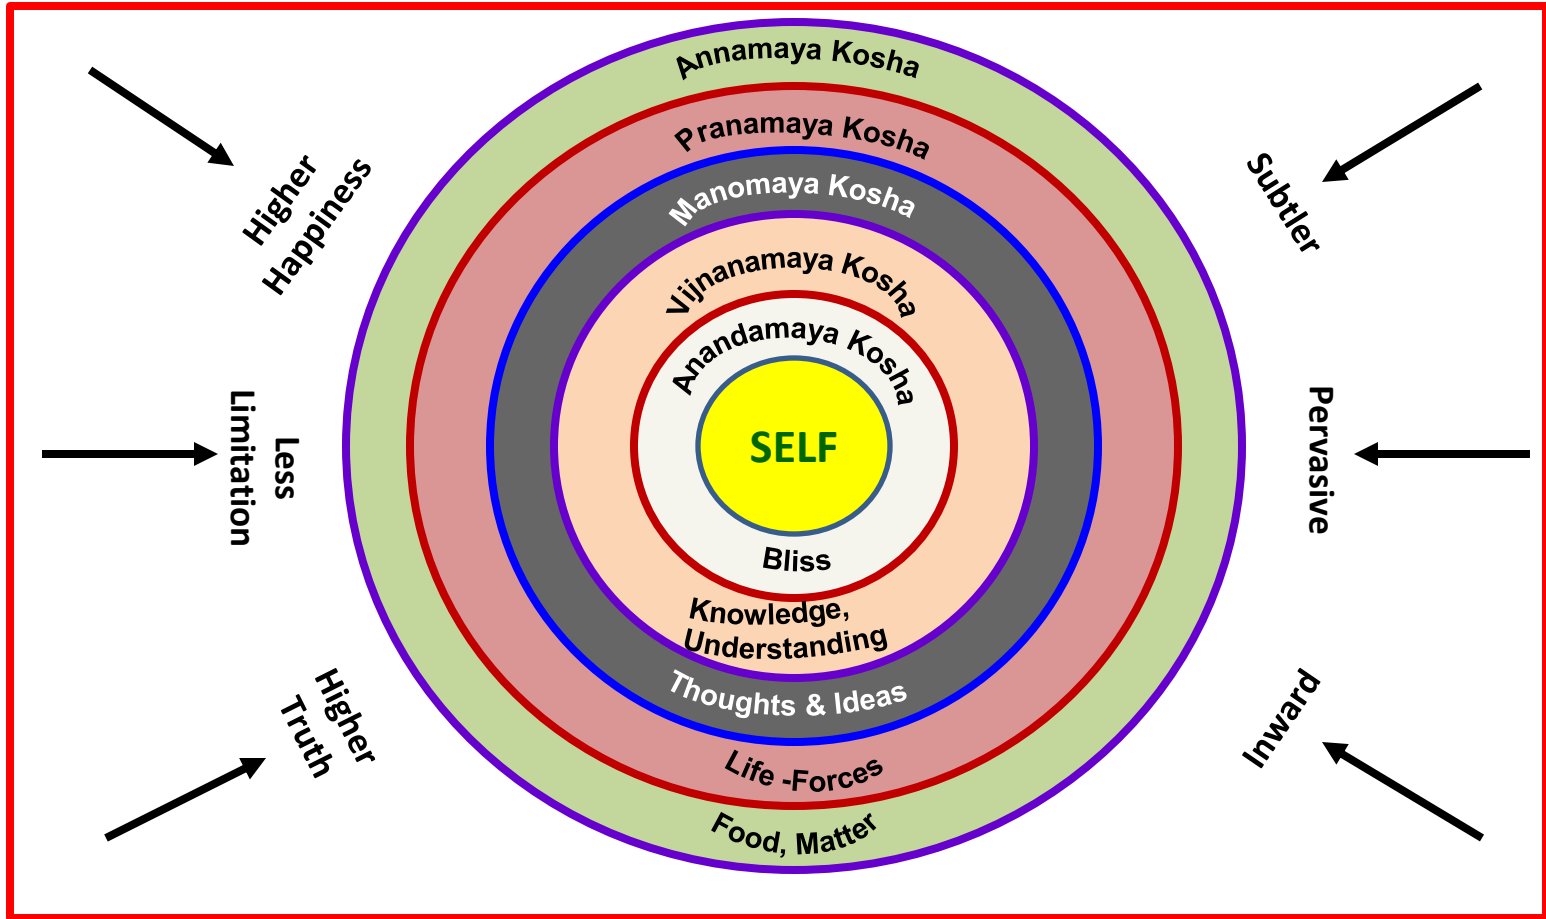 Annamaya Kosha
Pranamaya Kosha
Manomaya Kosha
Vijnanamaya Kosha
Anandamaya Kosha
SELF
Bliss
Knowledge,
Understanding
Thoughts & Ideas
Life -Forces
Food, Matter
Higher
Happiness
Less
Limitation
Higher
Truth
Subtler
Pervasive
Inward